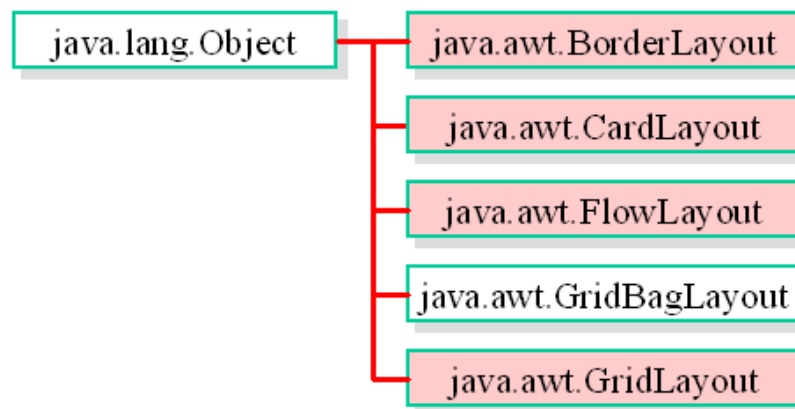 java.lang.Object
java.awt.BorderLayout
java.awt.CardLayout
java.awt.FlowLayout
java.awt.GridBagLayout
java.awt.GridLayout